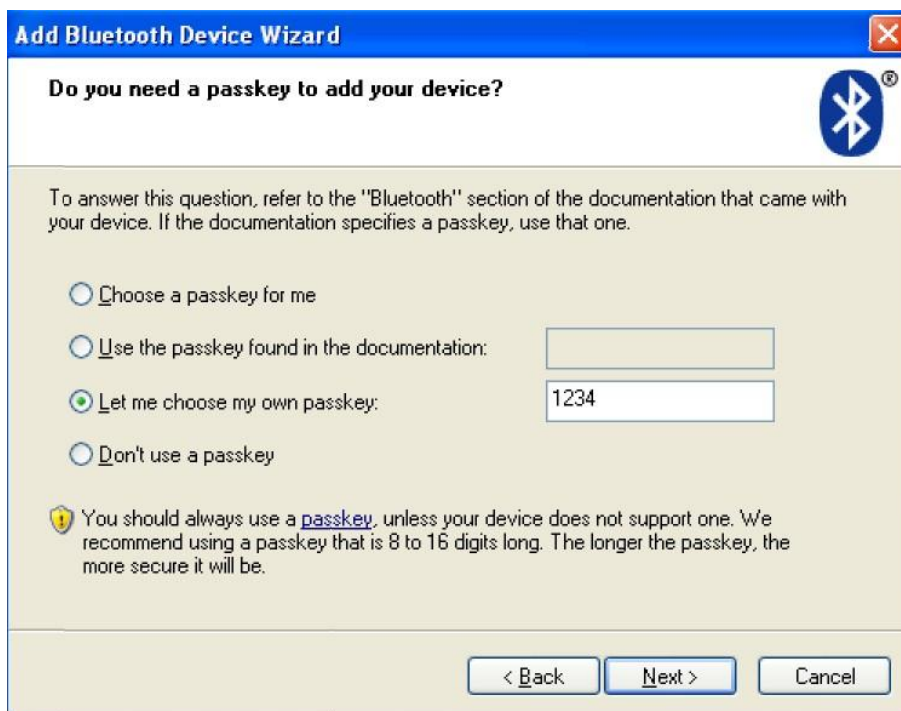 Add Bluetooth Device Wizard
Do you need a passkey to add your device?
®
To answer this question, refer to the "Bluetooth" section of the documentation that came with
your device. If the documentation specifies a passkey, use that one.
Choose a passkey for me
Use the passkey found in the documentation:
Let me choose my own passkey:
1234
Don't use a passkey
You should always use a passkey, unless your device does not support one. We
recommend using a passkey that is 8 to 16 digits long. The longer the passkey, the
more secure it will be.
< Back
Next >
Cancel